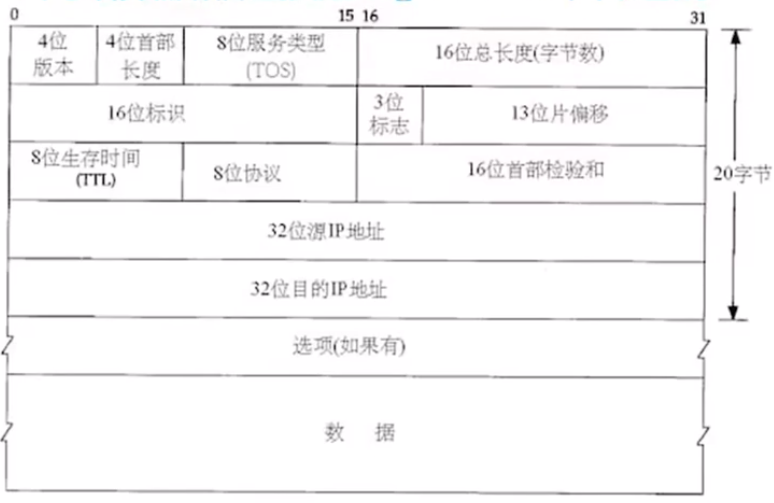 0 15 16 31
4位版本 4位首部长度 8位服务类型(TOS) 16位总长度(字节数)
16位标识 3位标志 13位片偏移
8位生存时间(TTL) 8位协议 16位首部检验和
20字节
32位源IP地址
32位目的IP地址
选项(如果有)
数 据